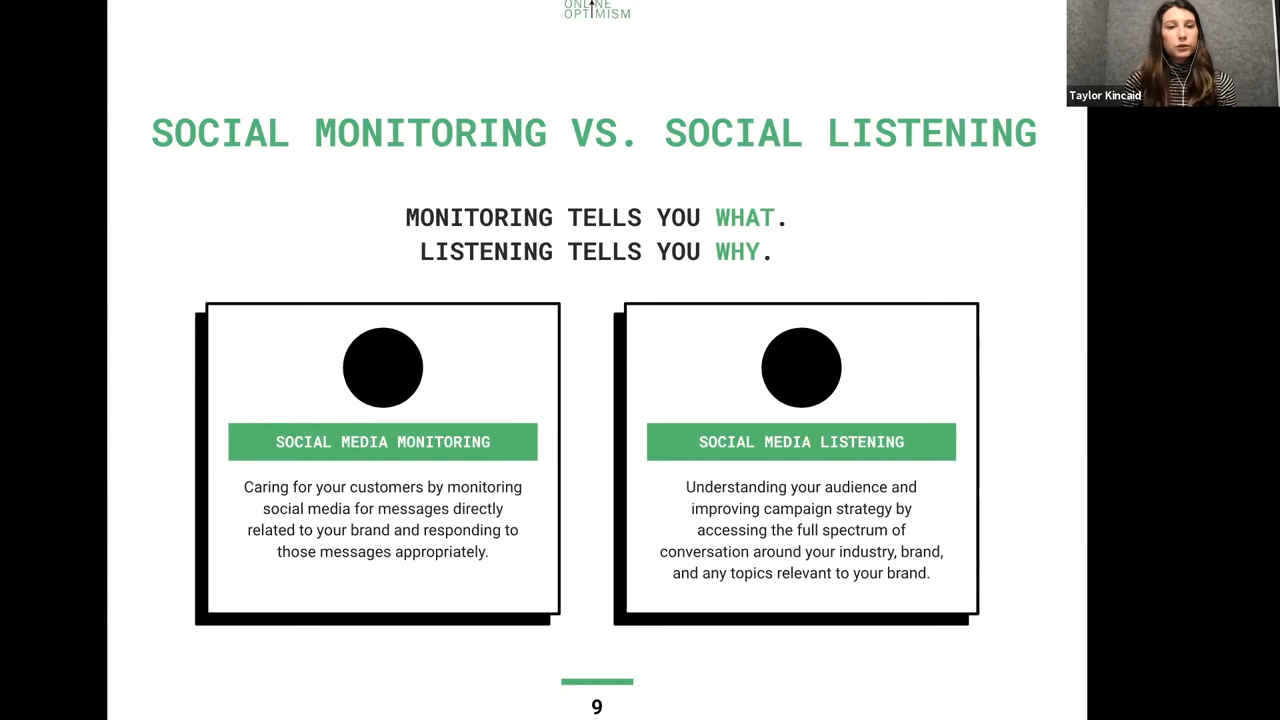 ONLINE
OPTIMISM
Taylor Kincaid
SOCIAL MONITORING VS. SOCIAL LISTENING
MONITORING TELLS YOU WHAT.
LISTENING TELLS YOU WHY.
SOCIAL MEDIA MONITORING
Caring for your customers by monitoring
social media for messages directly
related to your brand and responding to
those messages appropriately.
SOCIAL MEDIA LISTENING
Understanding your audience and
improving campaign strategy by
accessing the full spectrum of
conversation around your industry, brand,
and any topics relevant to your brand.
9